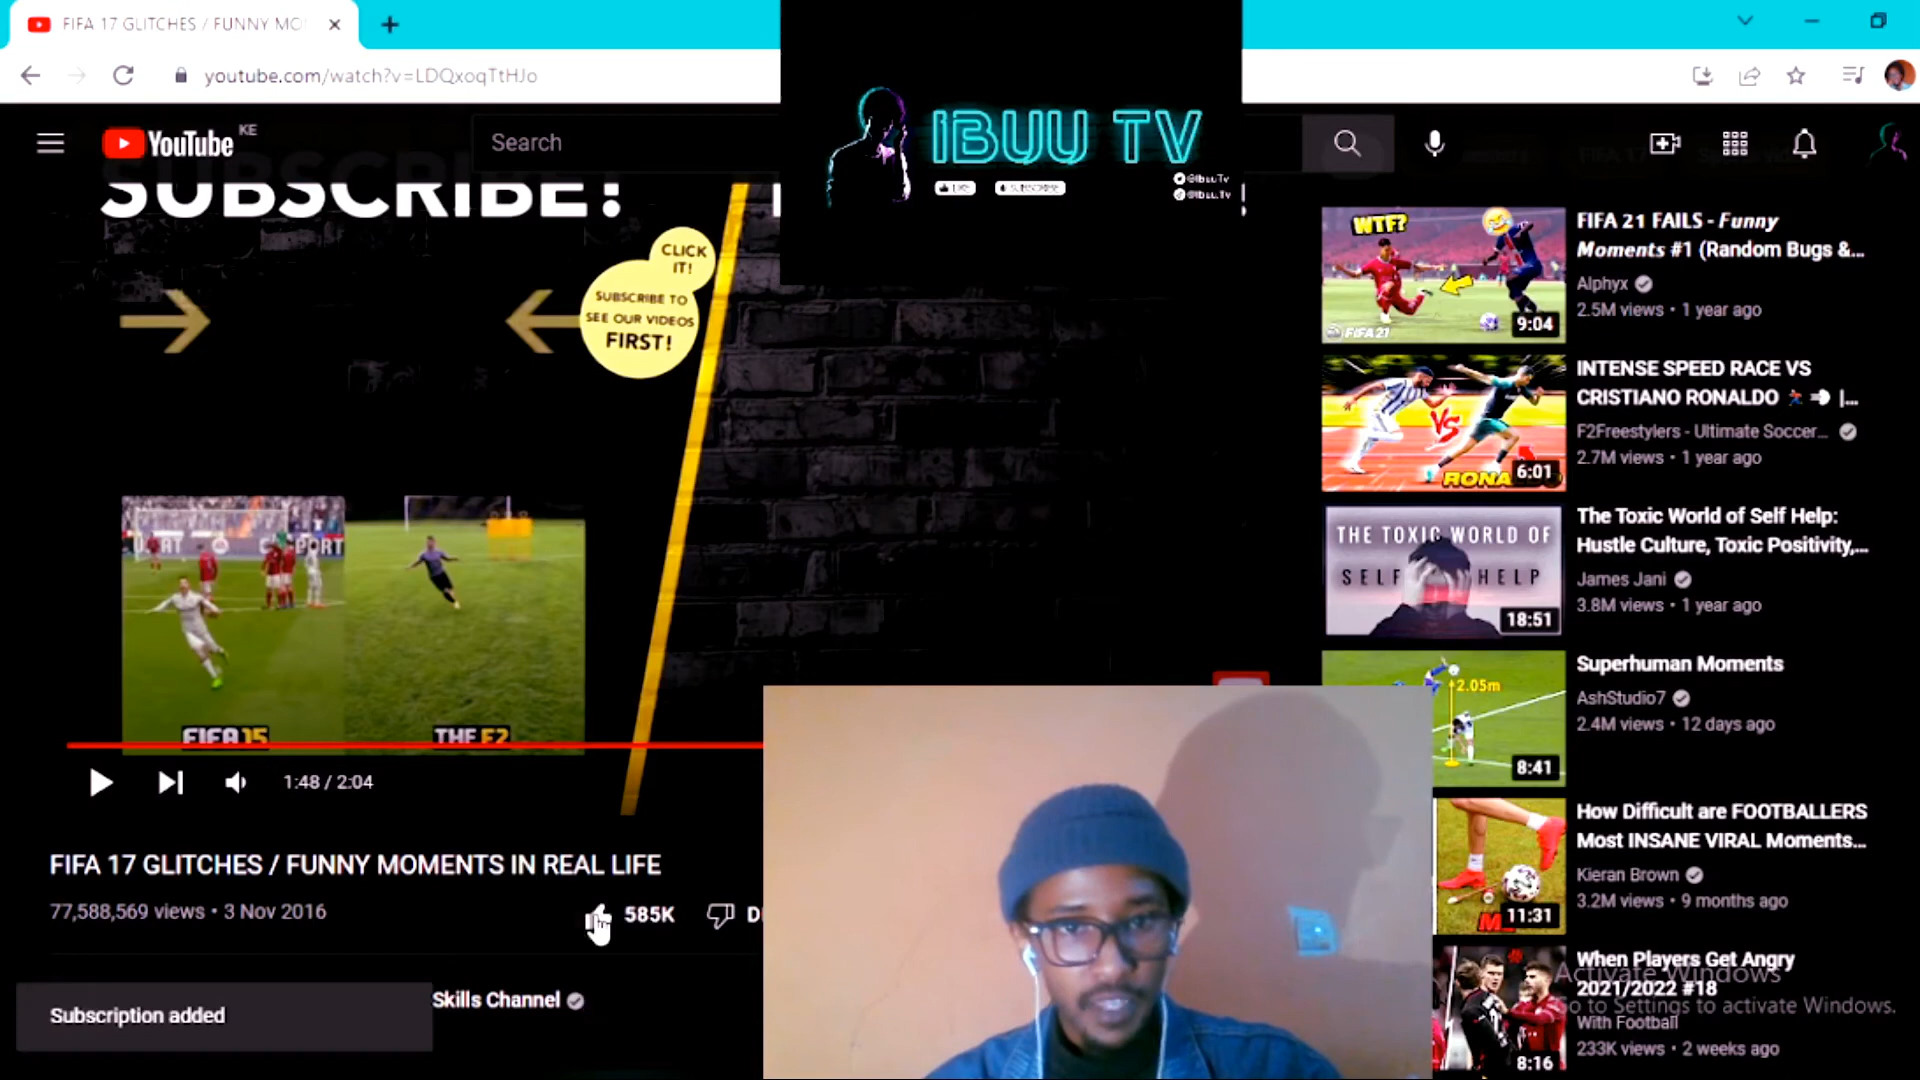 FIFA 17 GLITCHES / FUNNY MO
youtube.com/watch?v=LDQxoqTtHJo
YouTube KE
Search
IBUU TV
LIKE
SUBSCRIBE
@IbuuTv
@Ibuu.Tv
SUBSCRIBE!
CLICK
IT!
SUBSCRIBE TO
SEE OUR VIDEOS
FIRST!
FIFA 15
THE F2
1:48 / 2:04
FIFA 17 GLITCHES / FUNNY MOMENTS IN REAL LIFE
77,588,569 views • 3 Nov 2016
585K
Subscription added
Skills Channel
WTF?
FIFA 21
9:04
FIFA 21 FAILS - Funny
Moments #1 (Random Bugs &...
Alphyx
2.5M views • 1 year ago
VS
6:01
INTENSE SPEED RACE VS
CRISTIANO RONALDO 🏃💨 |...
F2Freestylers - Ultimate Soccer...
2.7M views • 1 year ago
THE TOXIC WORLD OF
SELF HELP
18:51
The Toxic World of Self Help:
Hustle Culture, Toxic Positivity,...
James Jani
3.8M views • 1 year ago
2.05m
8:41
Superhuman Moments
AshStudio7
2.4M views • 12 days ago
11:31
How Difficult are FOOTBALLERS
Most INSANE VIRAL Moments...
Kieran Brown
3.2M views • 9 months ago
8:16
When Players Get Angry
2021/2022 #18
With Football
233K views • 2 weeks ago
Activate Windows
Go to Settings to activate Windows.